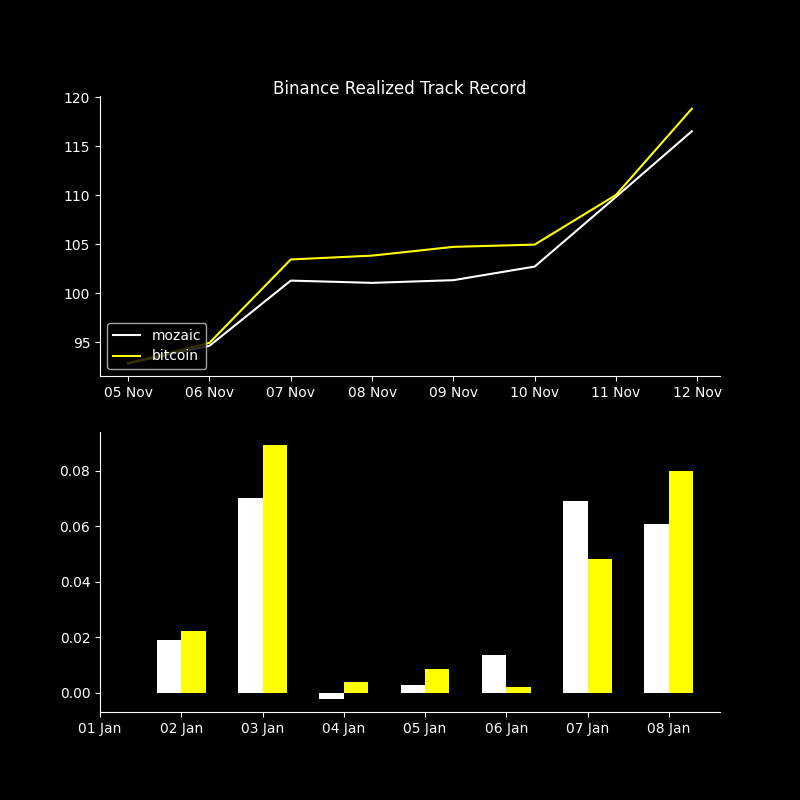 Binance Realized Track Record
120
115
110
105
100
95
mozaic
bitcoin
05 Nov 06 Nov 07 Nov 08 Nov 09 Nov 10 Nov 11 Nov 12 Nov
0.08
0.06
0.04
0.02
0.00
01 Jan 02 Jan 03 Jan 04 Jan 05 Jan 06 Jan 07 Jan 08 Jan